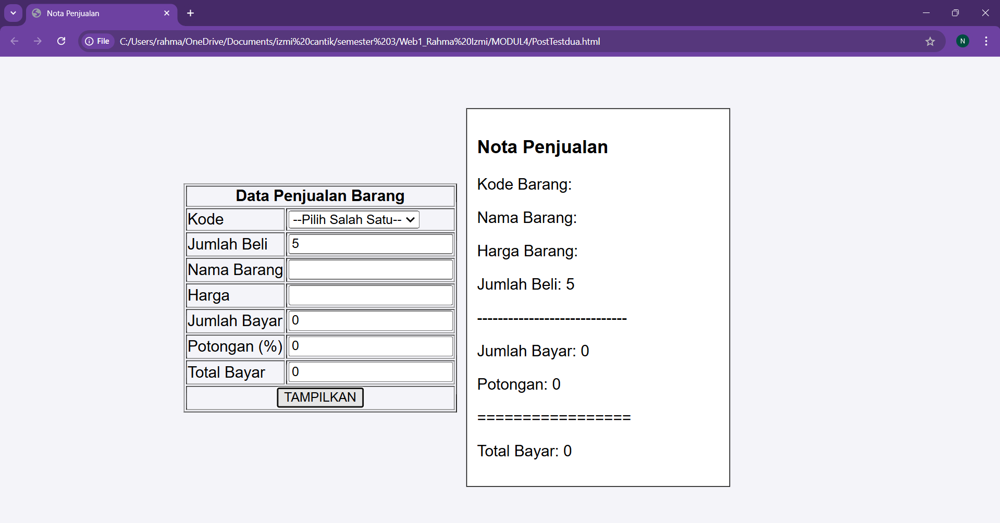 Nota Penjualan
File C:/Users/rahma/OneDrive/Documents/izmi%20cantik/semester%203/Web1_Rahma%20Izmi/MODUL4/PostTestdua.html
N
Data Penjualan Barang
Kode --Pilih Salah Satu--
Jumlah Beli 5
Nama Barang
Harga
Jumlah Bayar 0
Potongan (%) 0
Total Bayar 0
TAMPILKAN
Nota Penjualan
Kode Barang:
Nama Barang:
Harga Barang:
Jumlah Beli: 5
-----------------------------
Jumlah Bayar: 0
Potongan: 0
=================
Total Bayar: 0